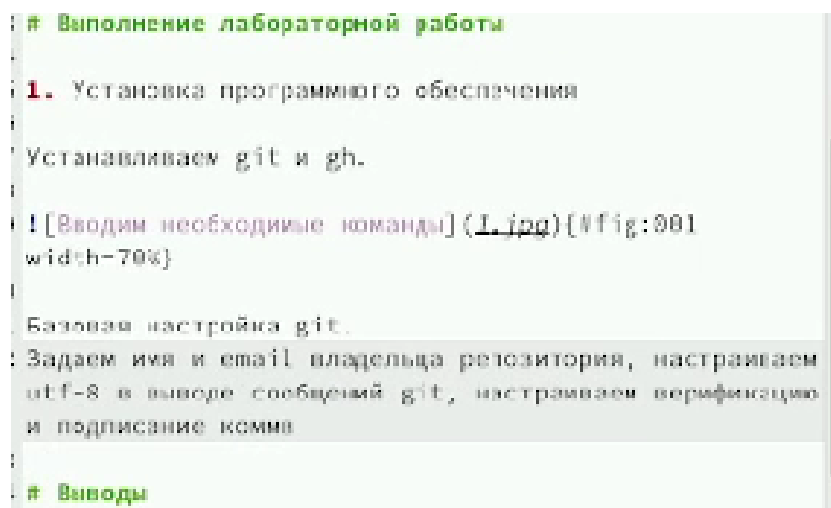 # Выполнение лабораторной работы
1. Установка программного обеспечения
Устанавливаем git и gh.
![Вводим необходимые команды](1.jpg){#fig:001
width=70%}
Базовая настройка git.
Задаем имя и email владельца репозитория, настраиваем
utf-8 в выводе сообщений git, настраиваем верификацию
и подписание комми
# Выводы